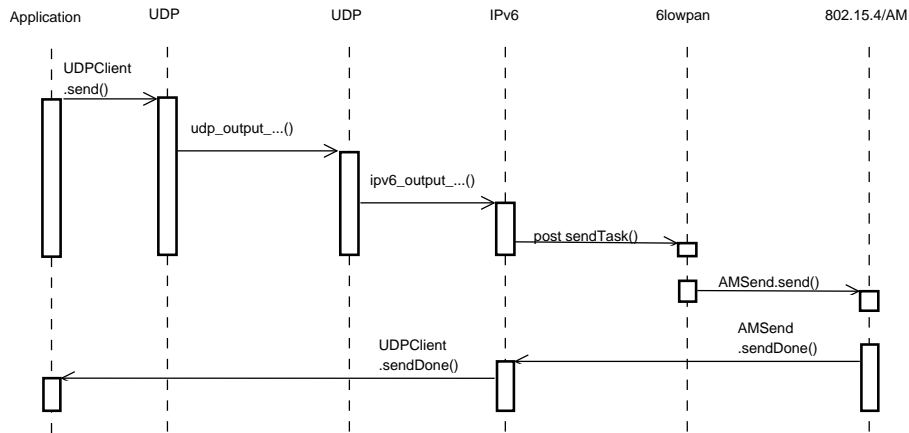 Application
UDP
UDP
IPv6
6lowpan
802.15.4/AM
UDPClient
.send()
udp_output_...()
ipv6_output_...()
post sendTask()
AMSend.send()
AMSend
.sendDone()
UDPClient
.sendDone()